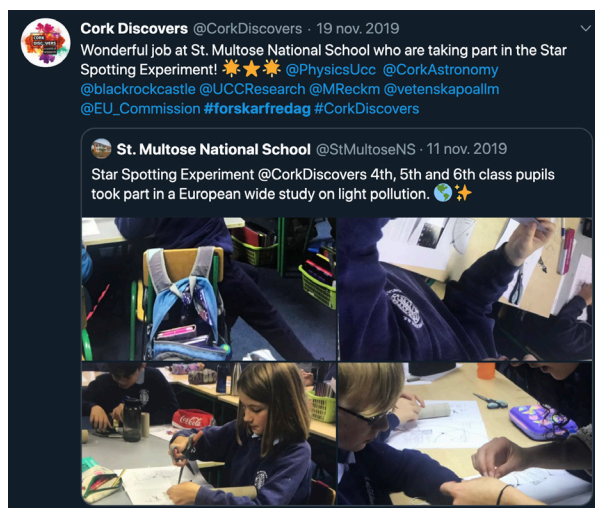 Cork Discovers @CorkDiscovers · 19 nov. 2019
Wonderful job at St. Multose National School who are taking part in the Star
Spotting Experiment! 🌟⭐🌟 @PhysicsUcc @CorkAstronomy
@blackrockcastle @UCCResearch @MReckm @vetenskapoallm
@EU_Commission #forskarfredag #CorkDiscovers
St. Multose National School @StMultoseNS · 11 nov. 2019
Star Spotting Experiment @CorkDiscovers 4th, 5th and 6th class pupils
took part in a European wide study on light pollution. 🌍✨
Coca-Cola